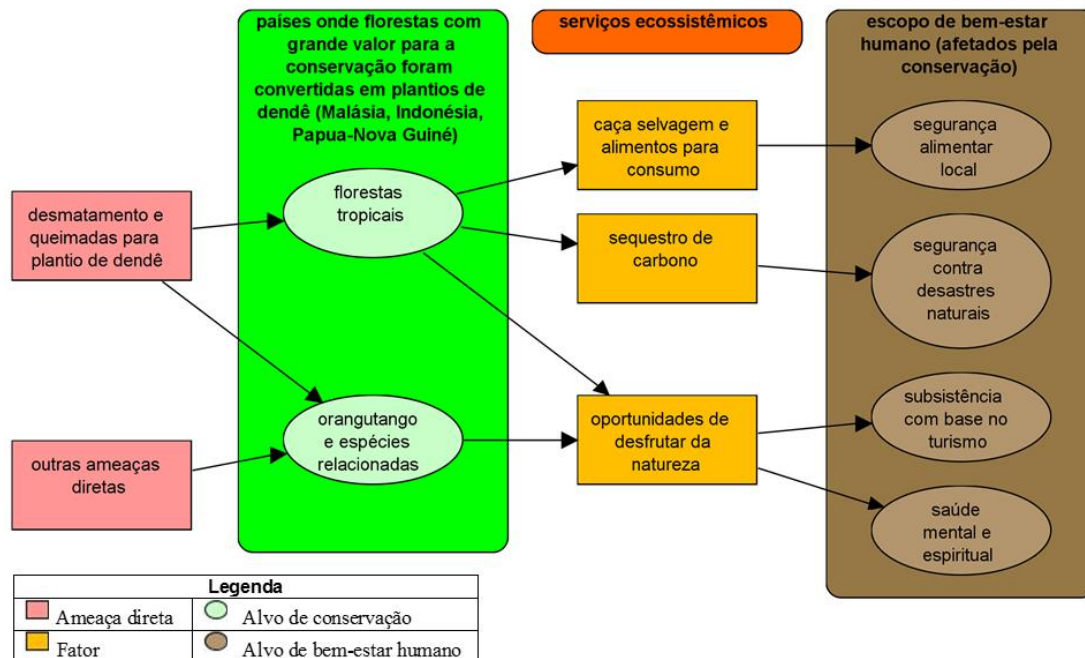 países onde florestas com
grande valor para a
conservação foram
convertidas em plantios de
dendê (Malásia, Indonésia,
Papua-Nova Guiné)
serviços ecossistêmicos
escopo de bem-estar
humano (afetados pela
conservação)
desmatamento e
queimadas para
plantio de dendê
outras ameaças
diretas
florestas
tropicais
orangutango
e espécies
relacionadas
caça selvagem e
alimentos para
consumo
sequestro de
carbono
oportunidades de
desfrutar da
natureza
segurança
alimentar
local
segurança
contra
desastres
naturais
subsistência
com base no
turismo
saúde
mental e
espiritual
Legenda
Ameaça direta
Alvo de conservação
Fator
Alvo de bem-estar humano